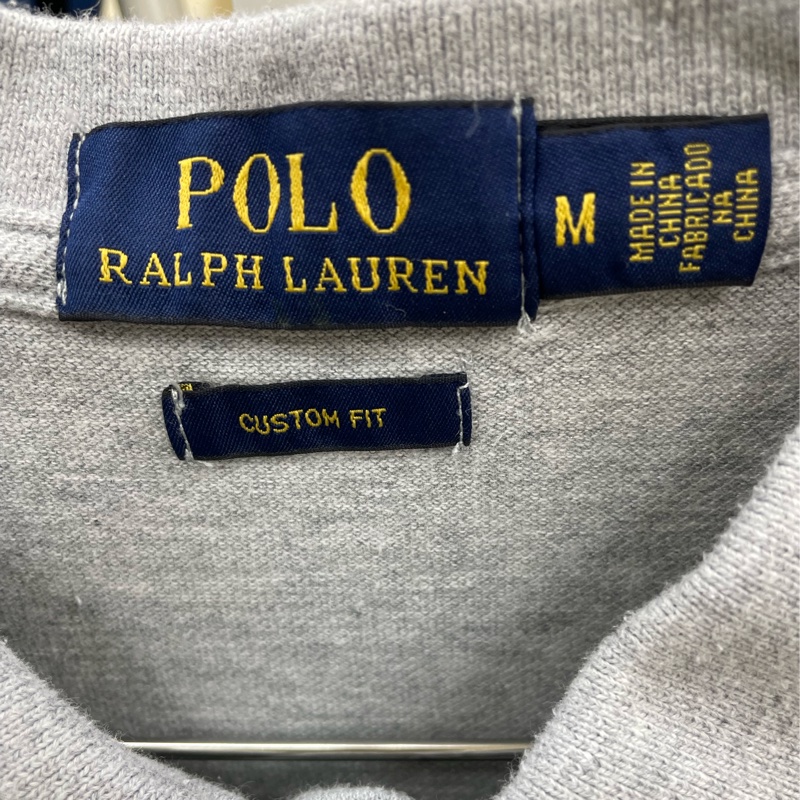 POLO
RALPH LAUREN
M
MADE IN
CHINA
FABRICADO
NA
CHINA
CUSTOM FIT